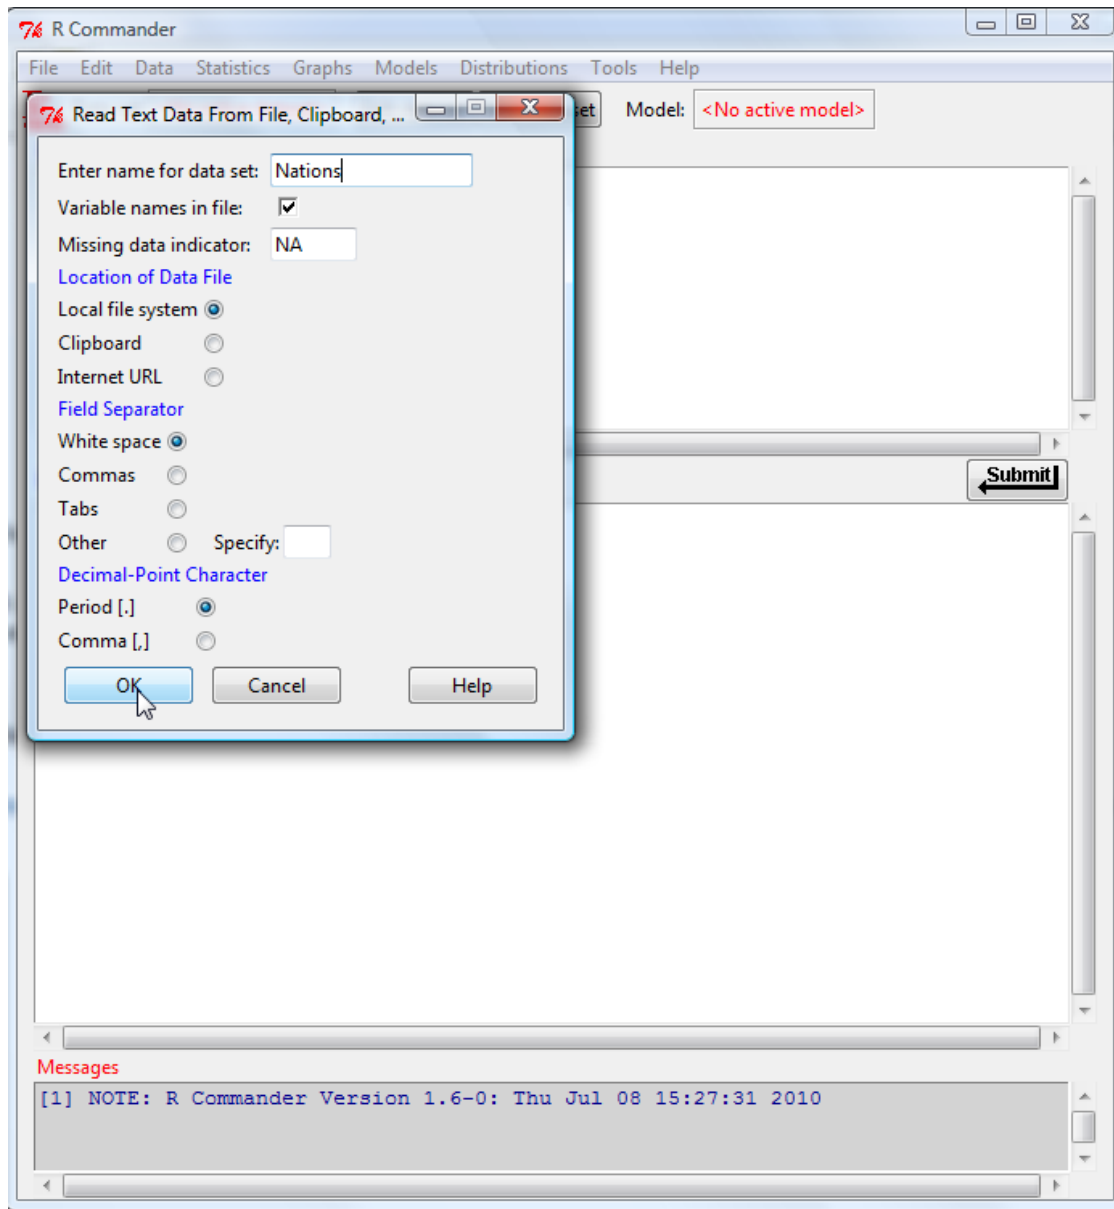 R Commander
File Edit Data Statistics Graphs Models Distributions Tools Help
set Model: <No active model>
Read Text Data From File, Clipboard, ...
Enter name for data set: Nations
Variable names in file:
Missing data indicator: NA
Location of Data File
Local file system
Clipboard
Internet URL
Field Separator
White space
Commas
Tabs
Other Specify:
Decimal-Point Character
Period [.]
Comma [,]
OK Cancel Help
Submit
Messages
[1] NOTE: R Commander Version 1.6-0: Thu Jul 08 15:27:31 2010